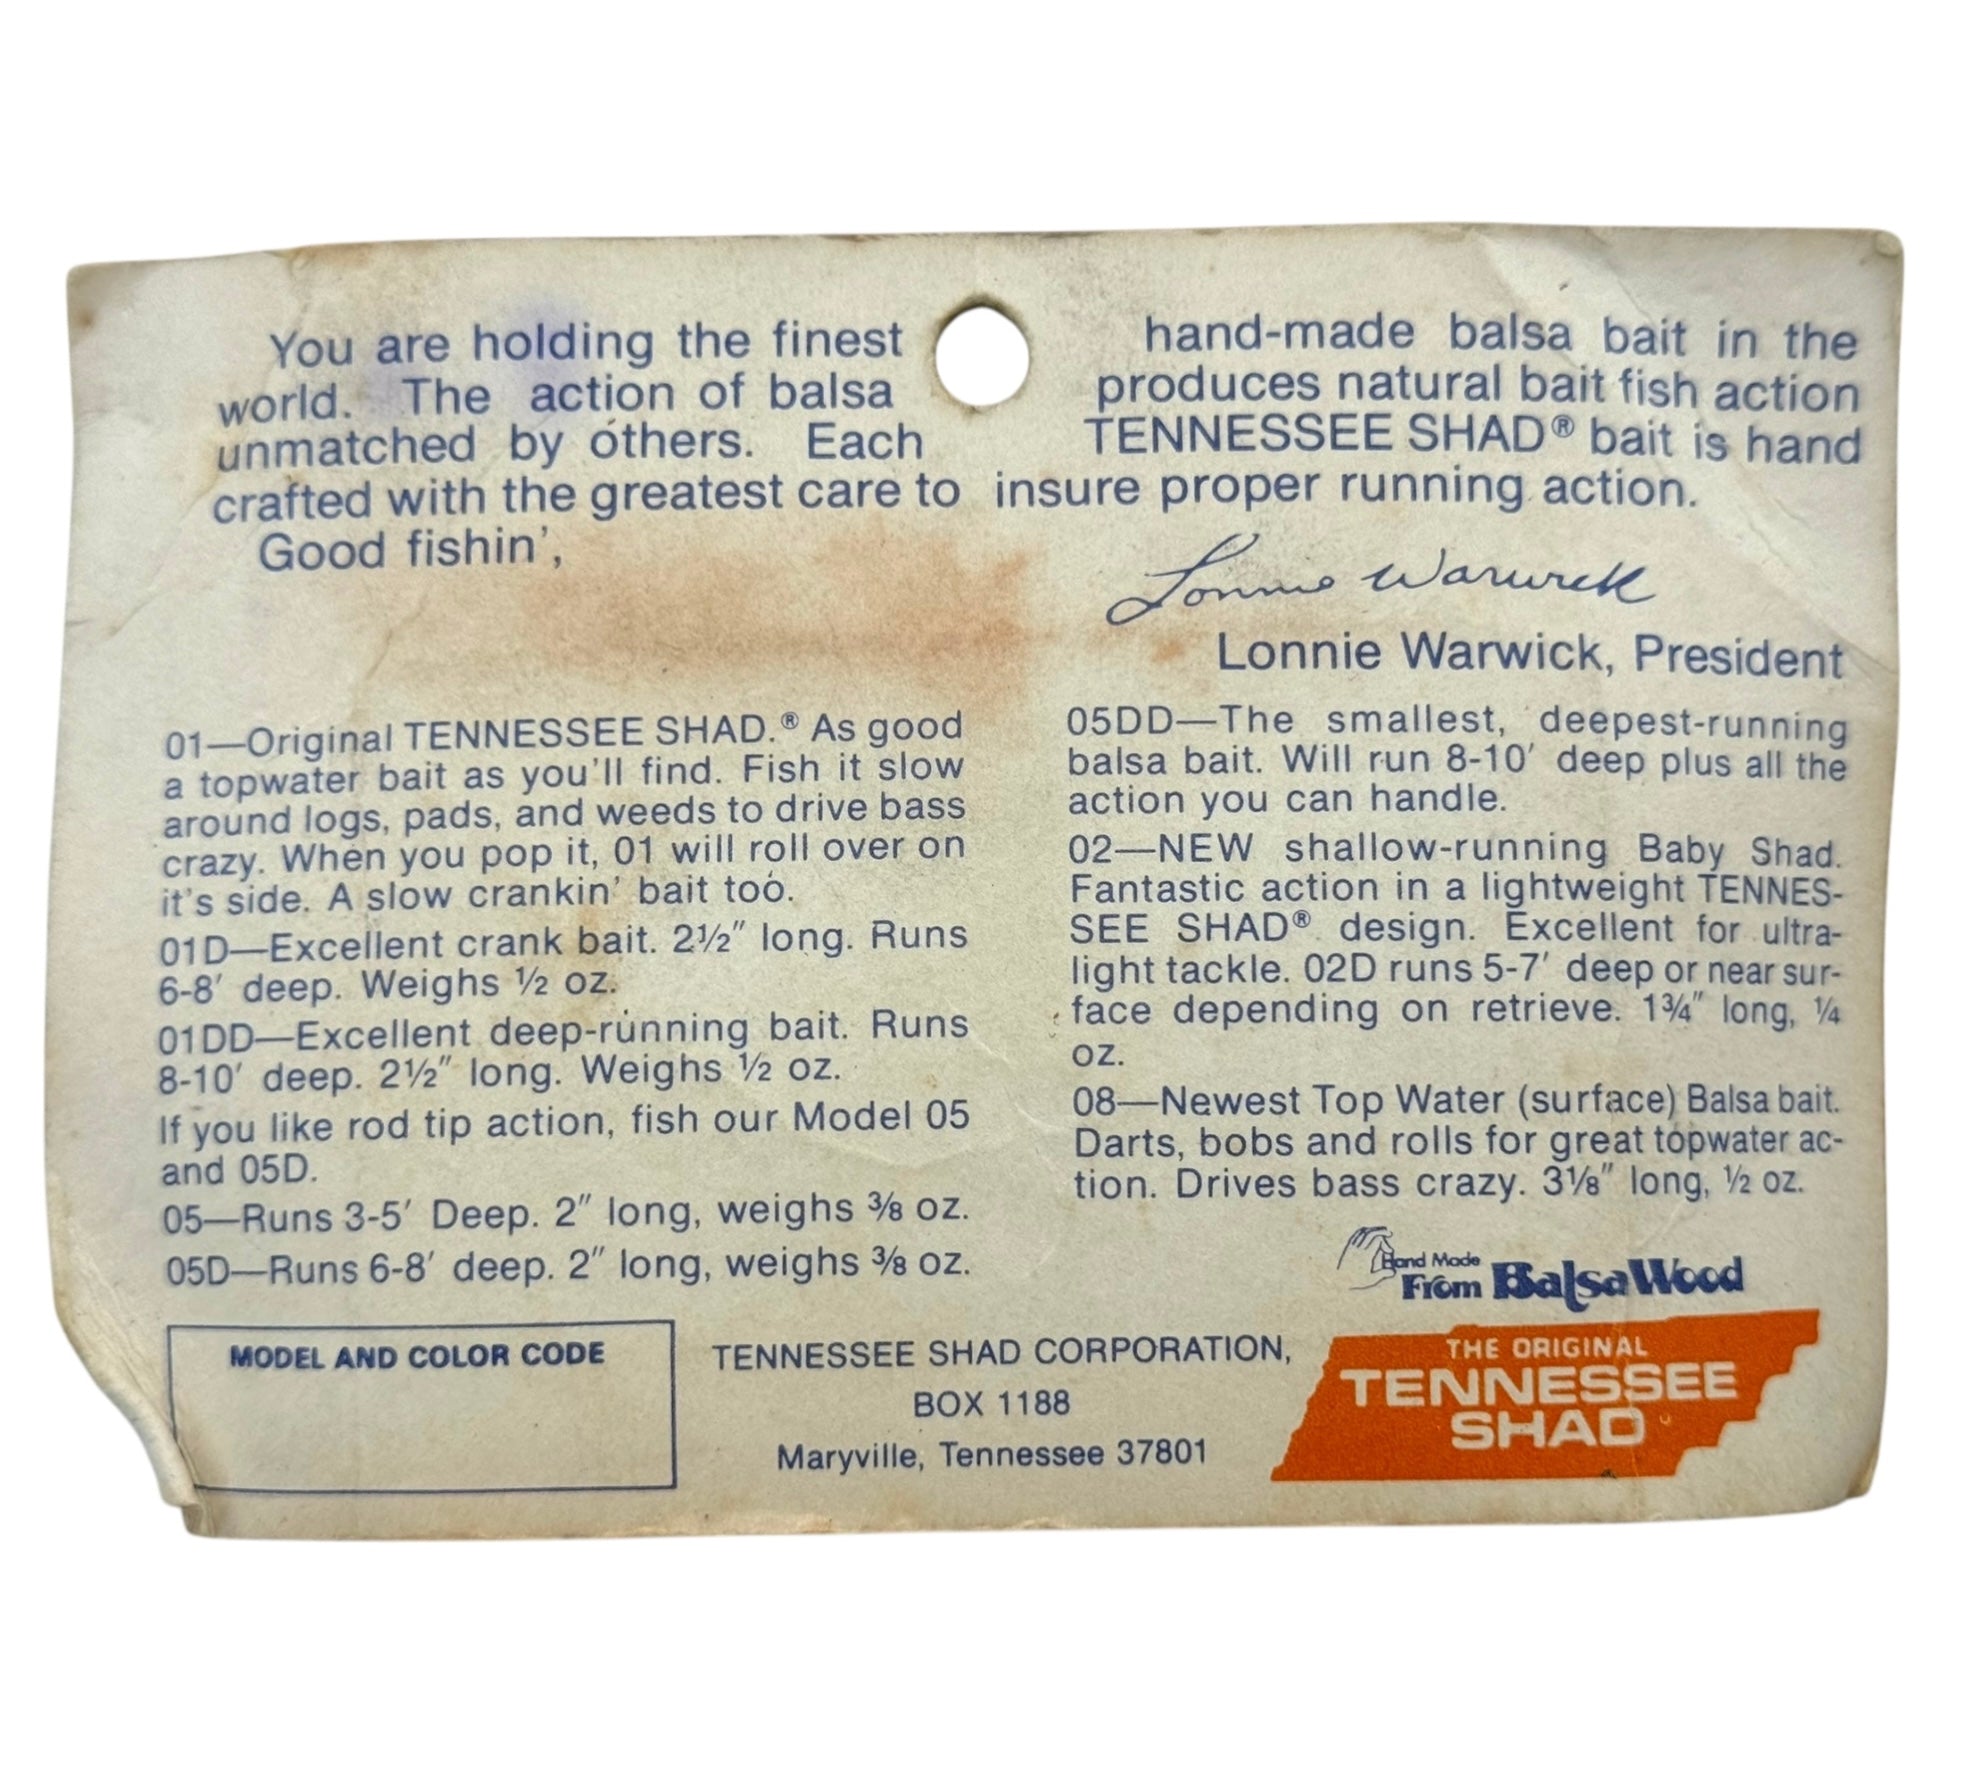 You are holding the finest hand-made balsa bait in the
world. The action of balsa produces natural bait fish action
unmatched by others. Each TENNESSEE SHAD® bait is hand
crafted with the greatest care to insure proper running action.
Good fishin',
Lonnie Warwick
Lonnie Warwick, President
01—Original TENNESSEE SHAD.® As good
a topwater bait as you'll find. Fish it slow
around logs, pads, and weeds to drive bass
crazy. When you pop it, 01 will roll over on
it's side. A slow crankin' bait too.
01D—Excellent crank bait. 2½" long. Runs
6-8' deep. Weighs ½ oz.
01DD—Excellent deep-running bait. Runs
8-10' deep. 2½" long. Weighs ½ oz.
If you like rod tip action, fish our Model 05
and 05D.
05—Runs 3-5' Deep. 2" long, weighs ⅜ oz.
05D—Runs 6-8' deep. 2" long, weighs ⅜ oz.
05DD—The smallest, deepest-running
balsa bait. Will run 8-10' deep plus all the
action you can handle.
02—NEW shallow-running Baby Shad.
Fantastic action in a lightweight TENNES-
SEE SHAD® design. Excellent for ultra-
light tackle. 02D runs 5-7' deep or near sur-
face depending on retrieve. 1¾" long, ¼
oz.
08—Newest Top Water (surface) Balsa bait.
Darts, bobs and rolls for great topwater ac-
tion. Drives bass crazy. 3⅛" long, ½ oz.
Hand Made
From Balsa Wood
MODEL AND COLOR CODE
TENNESSEE SHAD CORPORATION,
BOX 1188
Maryville, Tennessee 37801
THE ORIGINAL
TENNESSEE
SHAD